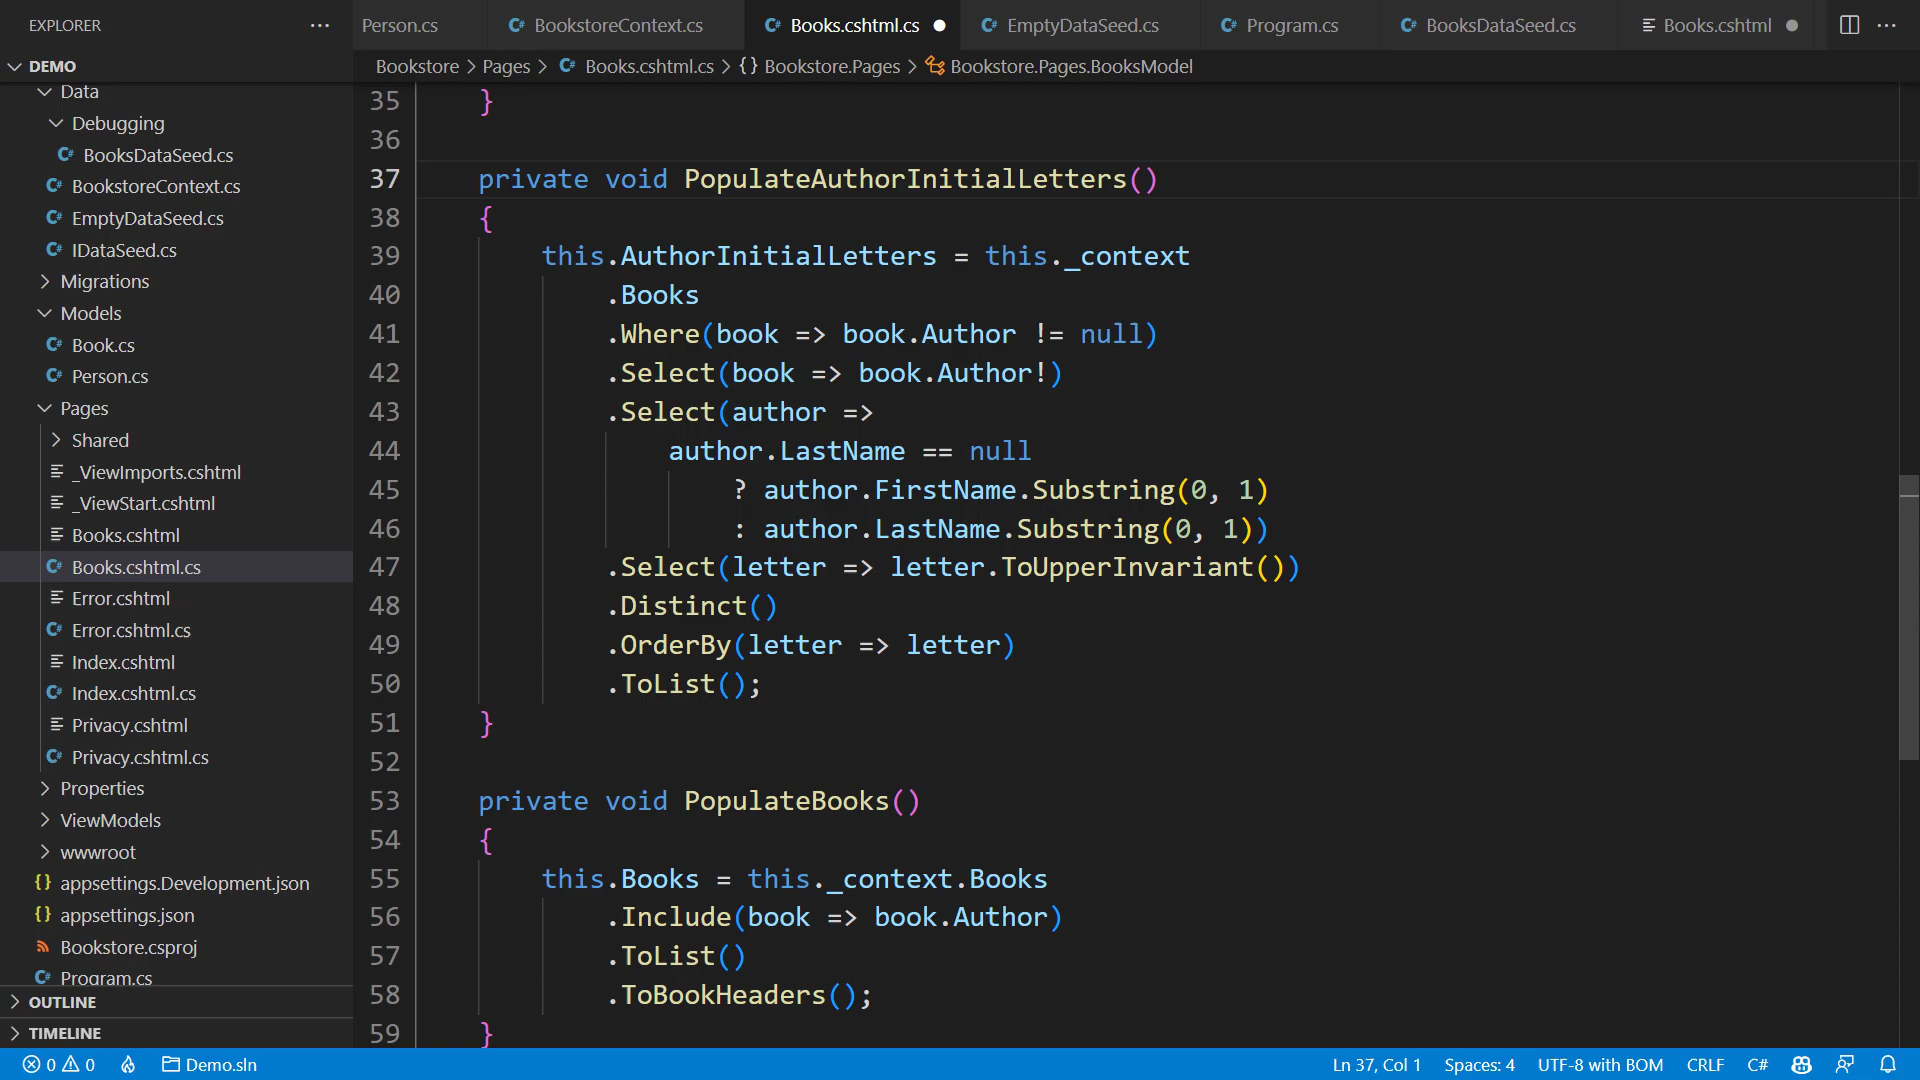 EXPLORER
Person.cs
BookstoreContext.cs
Books.cshtml.cs
EmptyDataSeed.cs
Program.cs
BooksDataSeed.cs
Books.cshtml
DEMO
Data
Debugging
BooksDataSeed.cs
BookstoreContext.cs
EmptyDataSeed.cs
IDataSeed.cs
Migrations
Models
Book.cs
Person.cs
Pages
Shared
_ViewImports.cshtml
_ViewStart.cshtml
Books.cshtml
Books.cshtml.cs
Error.cshtml
Error.cshtml.cs
Index.cshtml
Index.cshtml.cs
Privacy.cshtml
Privacy.cshtml.cs
Properties
ViewModels
wwwroot
appsettings.Development.json
appsettings.json
Bookstore.csproj
Program.cs
OUTLINE
TIMELINE
Bookstore > Pages > C# Books.cshtml.cs > {} Bookstore.Pages > Bookstore.Pages.BooksModel
35 }
36
37 private void PopulateAuthorInitialLetters()
38 {
39 this.AuthorInitialLetters = this._context
40 .Books
41 .Where(book => book.Author != null)
42 .Select(book => book.Author!)
43 .Select(author =>
44 author.LastName == null
45 ? author.FirstName.Substring(0, 1)
46 : author.LastName.Substring(0, 1))
47 .Select(letter => letter.ToUpperInvariant())
48 .Distinct()
49 .OrderBy(letter => letter)
50 .ToList();
51 }
52
53 private void PopulateBooks()
54 {
55 this.Books = this._context.Books
56 .Include(book => book.Author)
57 .ToList()
58 .ToBookHeaders();
59 }
0 0 Demo.sln
Ln 37, Col 1 Spaces: 4 UTF-8 with BOM CRLF C#